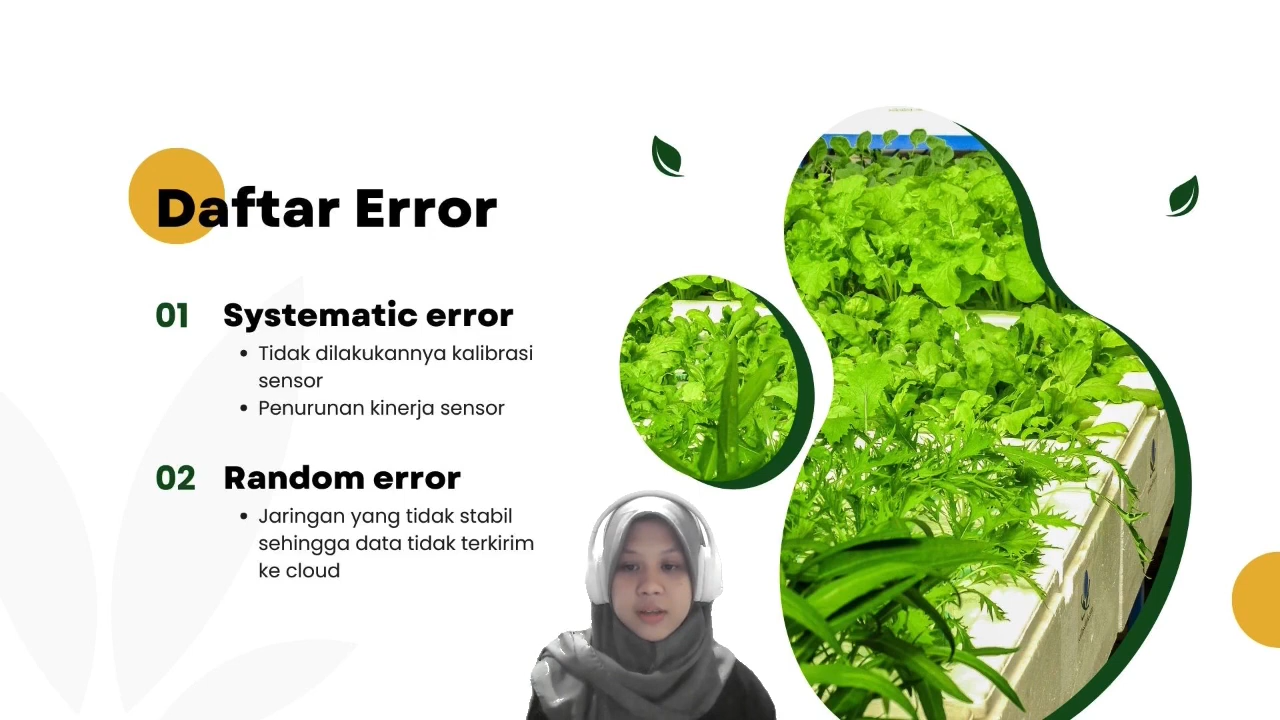 Daftar Error
01 Systematic error
• Tidak dilakukannya kalibrasi
sensor
• Penurunan kinerja sensor
02 Random error
• Jaringan yang tidak stabil
sehingga data tidak terkirim
ke cloud